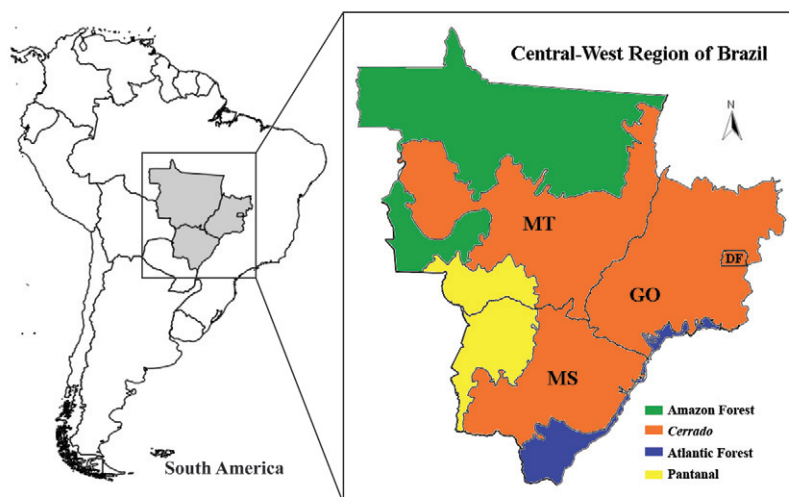 South America
Central-West Region of Brazil
N
MT
DF
GO
MS
Amazon Forest
Cerrado
Atlantic Forest
Pantanal